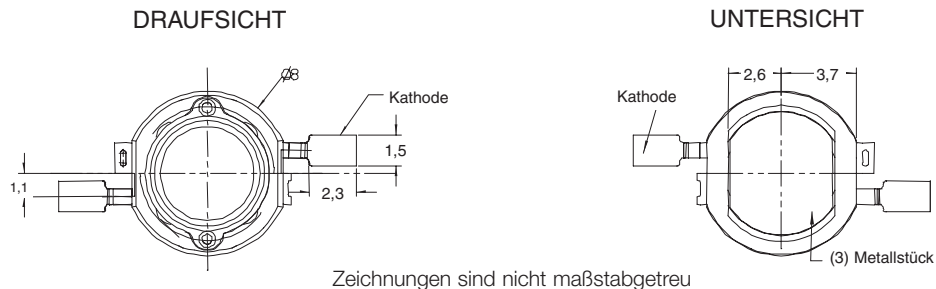 DRAUFSICHT
UNTERSICHT
⌀8
2,6
3,7
Kathode
Kathode
1,5
1,1
2,3
(3) Metallstück
Zeichnungen sind nicht maßstabgetreu